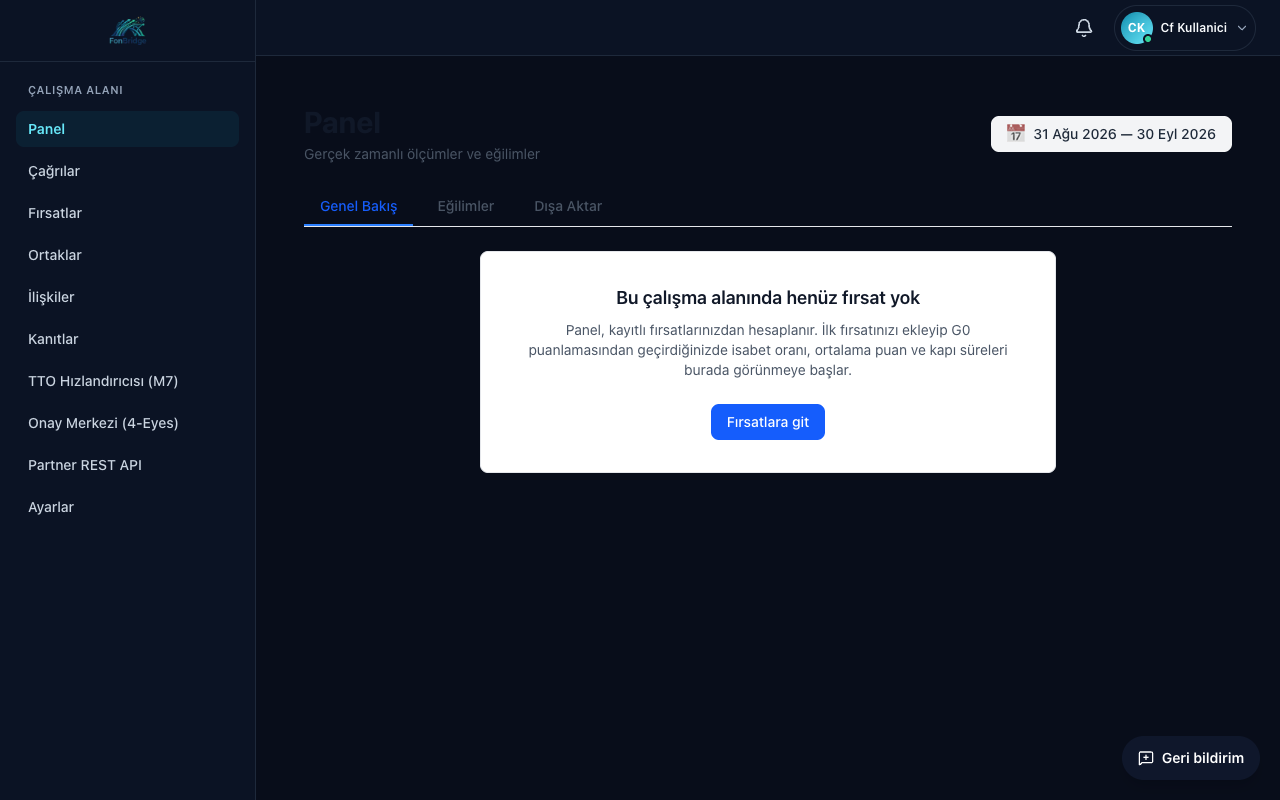 FonBridge
CK
Cf Kullanici
ÇALIŞMA ALANI
Panel
Çağrılar
Fırsatlar
Ortaklar
İlişkiler
Kanıtlar
TTO Hızlandırıcısı (M7)
Onay Merkezi (4-Eyes)
Partner REST API
Ayarlar
Panel
Gerçek zamanlı ölçümler ve eğilimler
17
31 Ağu 2026 — 30 Eyl 2026
Genel Bakış
Eğilimler
Dışa Aktar
Bu çalışma alanında henüz fırsat yok
Panel, kayıtlı fırsatlarınızdan hesaplanır. İlk fırsatınızı ekleyip G0
puanlamasından geçirdiğinizde isabet oranı, ortalama puan ve kapı süreleri
burada görünmeye başlar.
Fırsatlara git
Geri bildirim